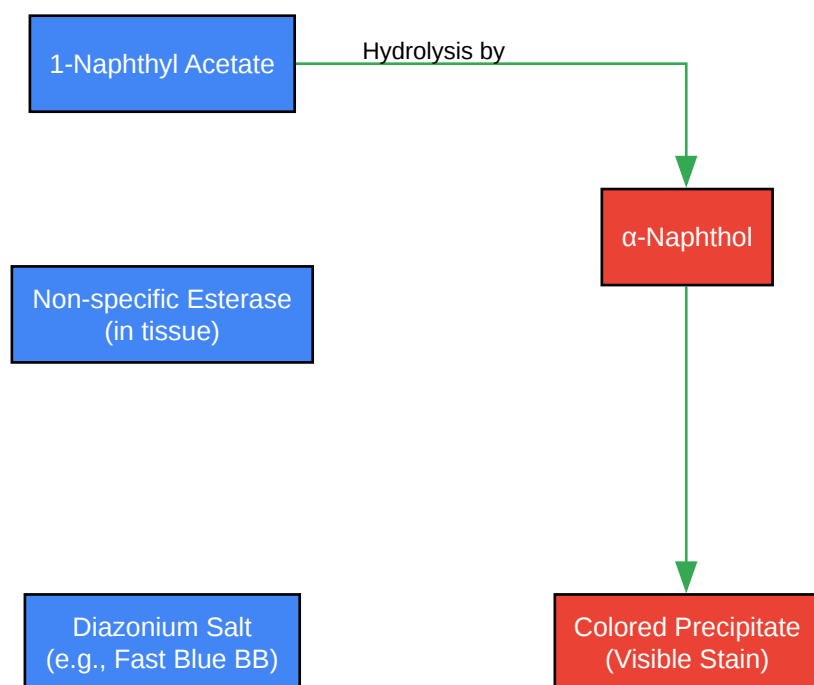 1-Naphthyl Acetate
Hydrolysis by
α-Naphthol
Non-specific Esterase
(in tissue)
Diazonium Salt
(e.g., Fast Blue BB)
Colored Precipitate
(Visible Stain)